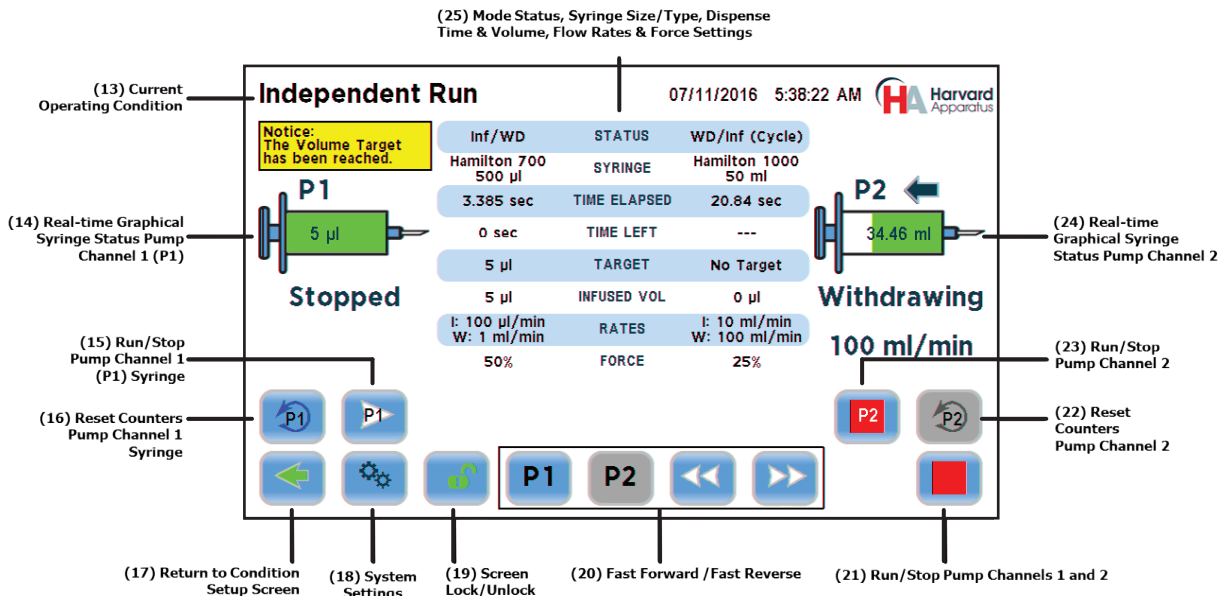 (25) Mode Status, Syringe Size/Type, Dispense
Time & Volume, Flow Rates & Force Settings
(13) Current
Operating Condition
Independent Run
07/11/2016 5:38:22 AM
HA Harvard
Apparatus
Notice:
The Volume Target
has been reached.
Inf/WD STATUS WD/Inf (Cycle)
Hamilton 700 SYRINGE Hamilton 1000
500 µl 50 ml
3.385 sec TIME ELAPSED 20.84 sec
0 sec TIME LEFT ---
5 µl TARGET No Target
5 µl INFUSED VOL 0 µl
I: 100 µl/min RATES I: 10 ml/min
W: 1 ml/min W: 100 ml/min
50% FORCE 25%
P1
5 µl
Stopped
P2
34.46 ml
Withdrawing
100 ml/min
(14) Real-time Graphical
Syringe Status Pump
Channel 1 (P1)
(24) Real-time
Graphical Syringe
Status Pump Channel 2
(15) Run/Stop
Pump Channel 1
(P1) Syringe
(23) Run/Stop
Pump Channel 2
(16) Reset Counters
Pump Channel 1
Syringe
(22) Reset
Counters
Pump Channel 2
P1 P1 P2 P2
P1 P2
(17) Return to Condition
Setup Screen
(18) System
Settings
(19) Screen
Lock/Unlock
(20) Fast Forward /Fast Reverse
(21) Run/Stop Pump Channels 1 and 2